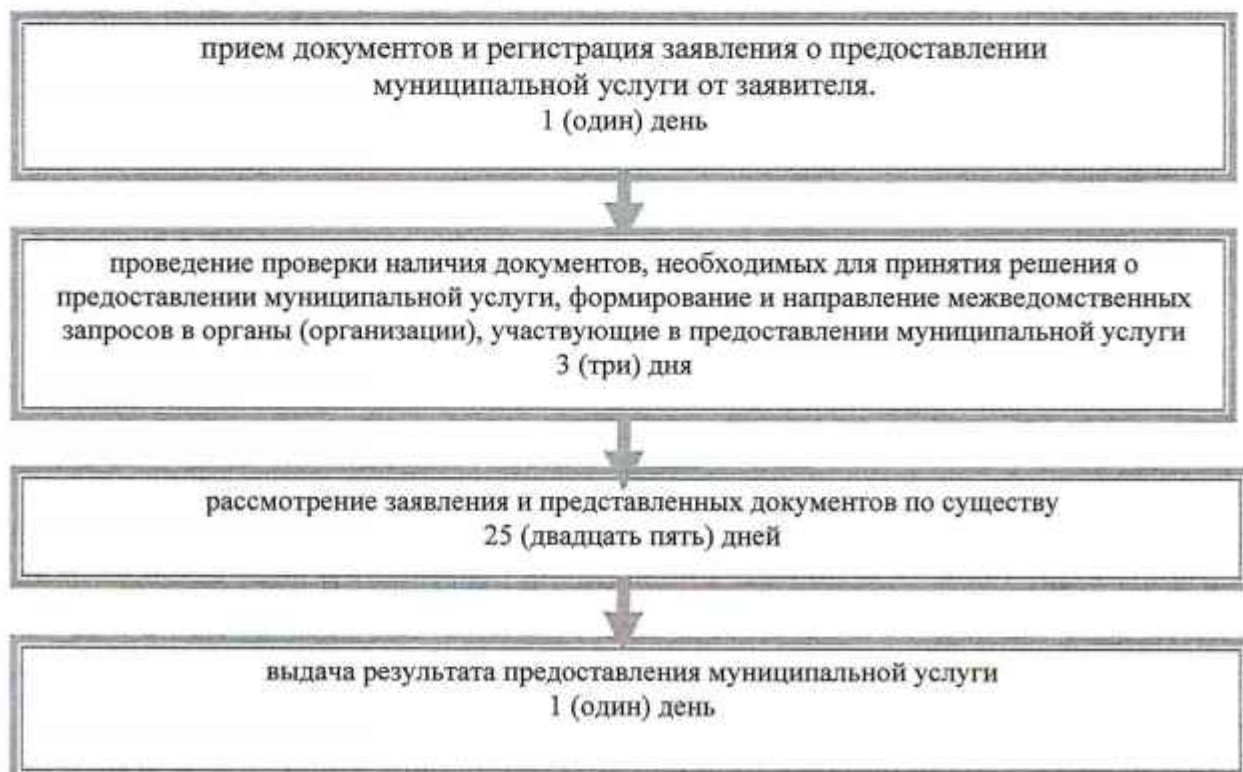 прием документов и регистрация заявления о предоставлении
муниципальной услуги от заявителя.
1 (один) день
проведение проверки наличия документов, необходимых для принятия решения о
предоставлении муниципальной услуги, формирование и направление межведомственных
запросов в органы (организации), участвующие в предоставлении муниципальной услуги
3 (три) дня
рассмотрение заявления и представленных документов по существу
25 (двадцать пять) дней
выдача результата предоставления муниципальной услуги
1 (один) день